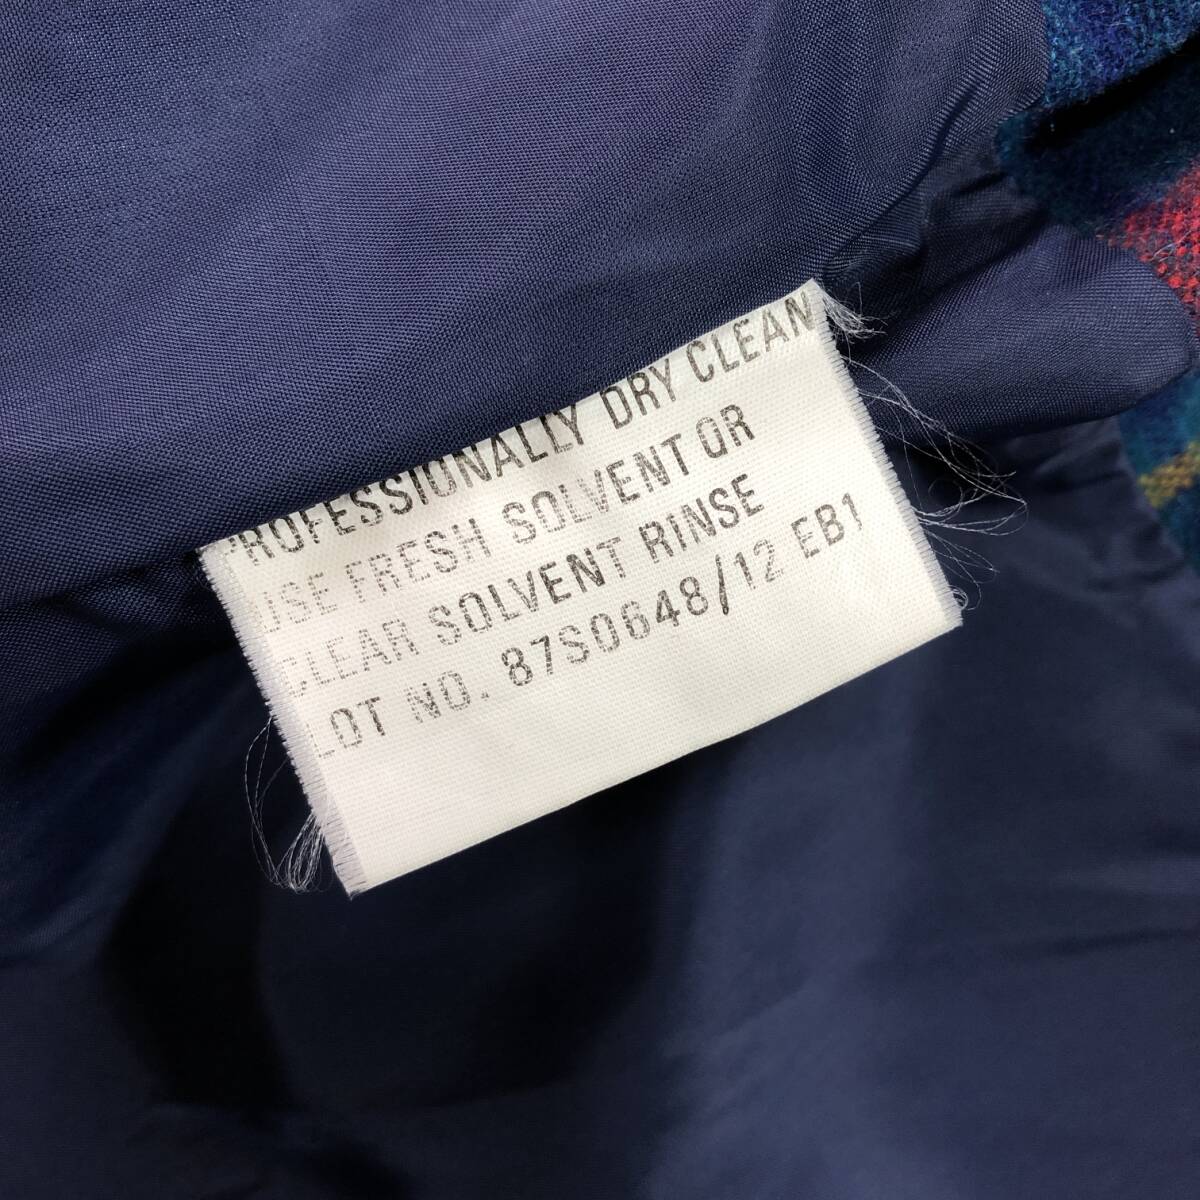 PROFESSIONALLY DRY CLEAN
USE FRESH SOLVENT OR
CLEAR SOLVENT RINSE
LOT NO. 87S0648/12 EB1